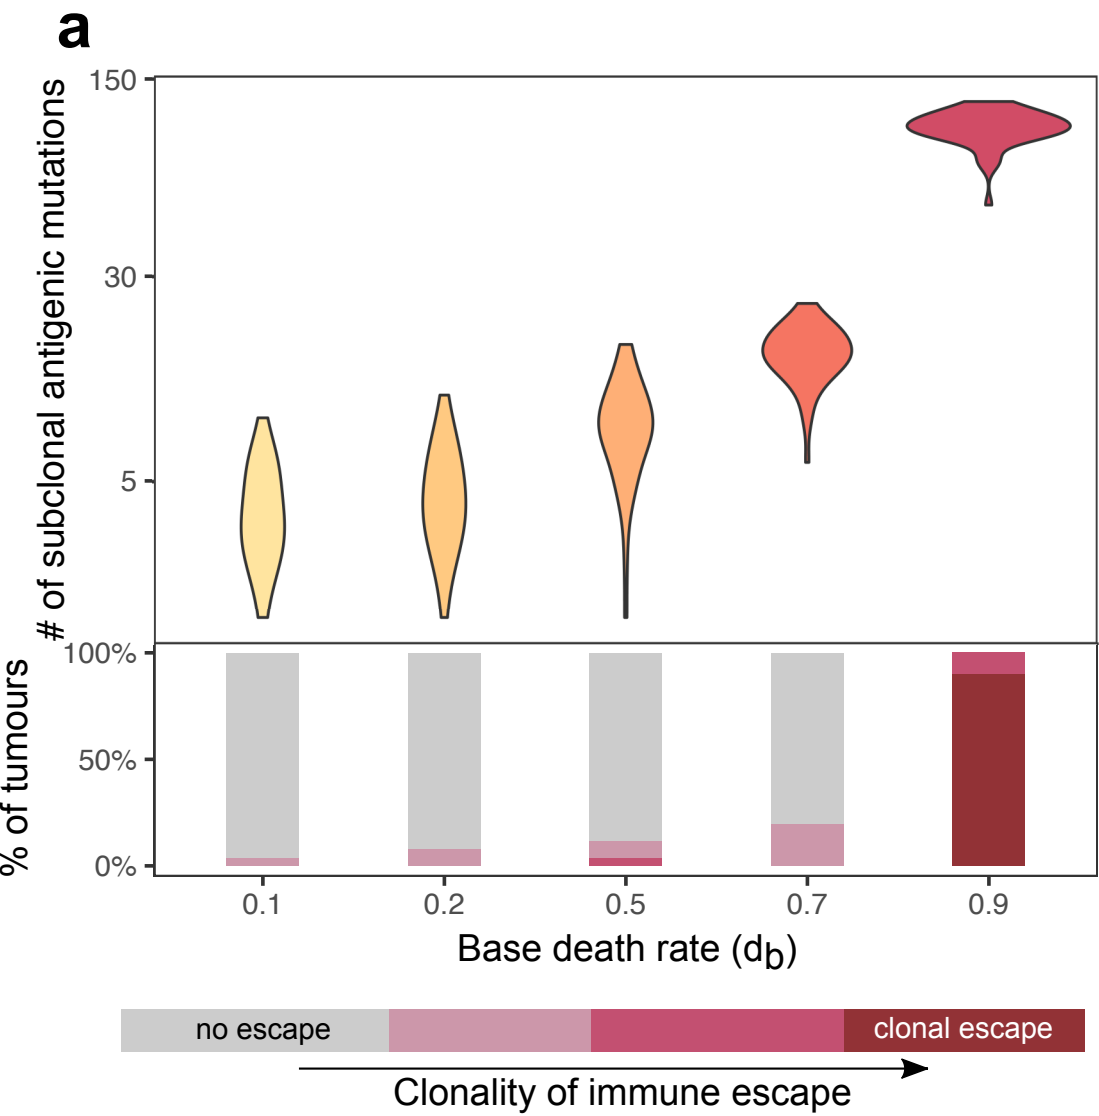 a
# of subclonal antigenic mutations
150
30
5
% of tumours
100%
50%
0%
0.1 0.2 0.5 0.7 0.9
Base death rate (db)
no escape clonal escape
Clonality of immune escape